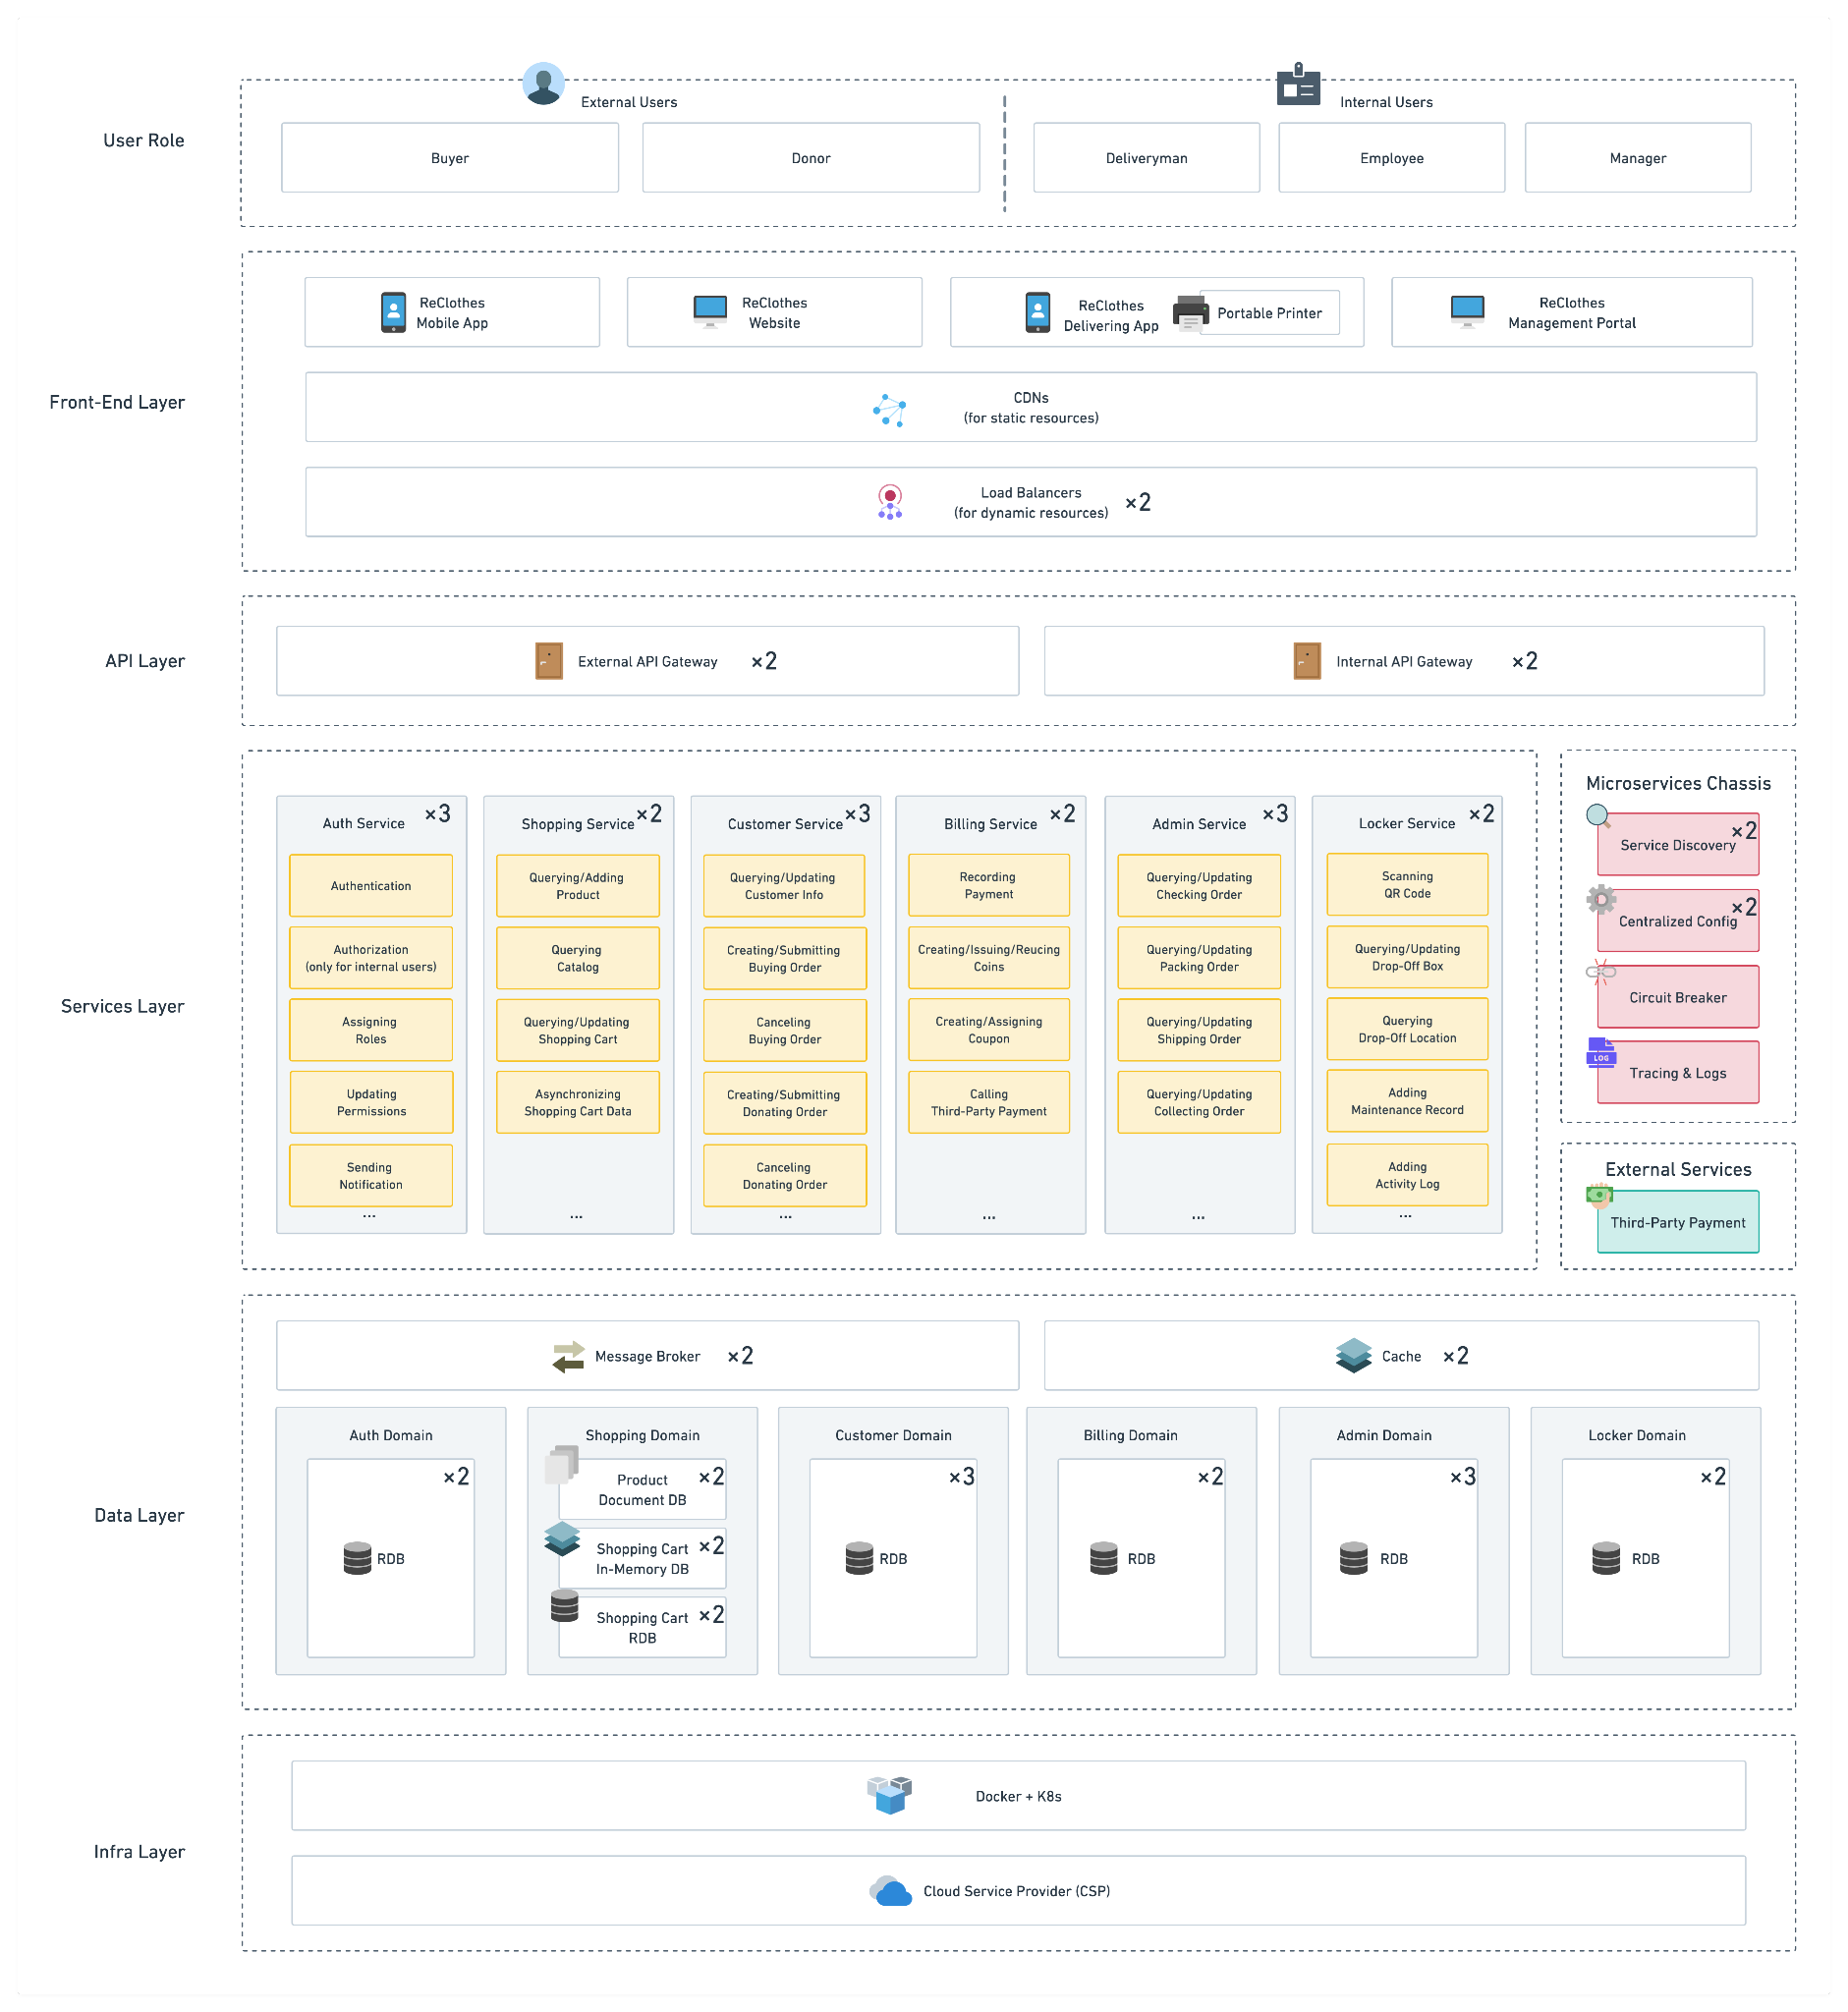 User Role
External Users
Internal Users
Buyer
Donor
Deliveryman
Employee
Manager
Front-End Layer
ReClothes
Mobile App
ReClothes
Website
ReClothes
Delivering App
Portable Printer
ReClothes
Management Portal
CDNs
(for static resources)
Load Balancers
(for dynamic resources)
×2
API Layer
External API Gateway ×2
Internal API Gateway ×2
Services Layer
Auth Service ×3
Authentication
Authorization
(only for internal users)
Assigning
Roles
Updating
Permissions
Sending
Notification
...
Shopping Service ×2
Querying/Adding
Product
Querying
Catalog
Querying/Updating
Shopping Cart
Asynchronizing
Shopping Cart Data
...
Customer Service ×3
Querying/Updating
Customer Info
Creating/Submitting
Buying Order
Canceling
Buying Order
Creating/Submitting
Donating Order
Canceling
Donating Order
...
Billing Service ×2
Recording
Payment
Creating/Issuing/Reucing
Coins
Creating/Assigning
Coupon
Calling
Third-Party Payment
...
Admin Service ×3
Querying/Updating
Checking Order
Querying/Updating
Packing Order
Querying/Updating
Shipping Order
Querying/Updating
Collecting Order
...
Locker Service ×2
Scanning
QR Code
Querying/Updating
Drop-Off Box
Querying
Drop-Off Location
Adding
Maintenance Record
Adding
Activity Log
...
Microservices Chassis
×2
Service Discovery
×2
Centralized Config
Circuit Breaker
LOG
Tracing & Logs
External Services
Third-Party Payment
Data Layer
Message Broker ×2
Cache ×2
Auth Domain
×2
RDB
Shopping Domain
Product
Document DB
×2
Shopping Cart
In-Memory DB
×2
Shopping Cart
RDB
×2
Customer Domain
×3
RDB
Billing Domain
×2
RDB
Admin Domain
×3
RDB
Locker Domain
×2
RDB
Infra Layer
Docker + K8s
Cloud Service Provider (CSP)